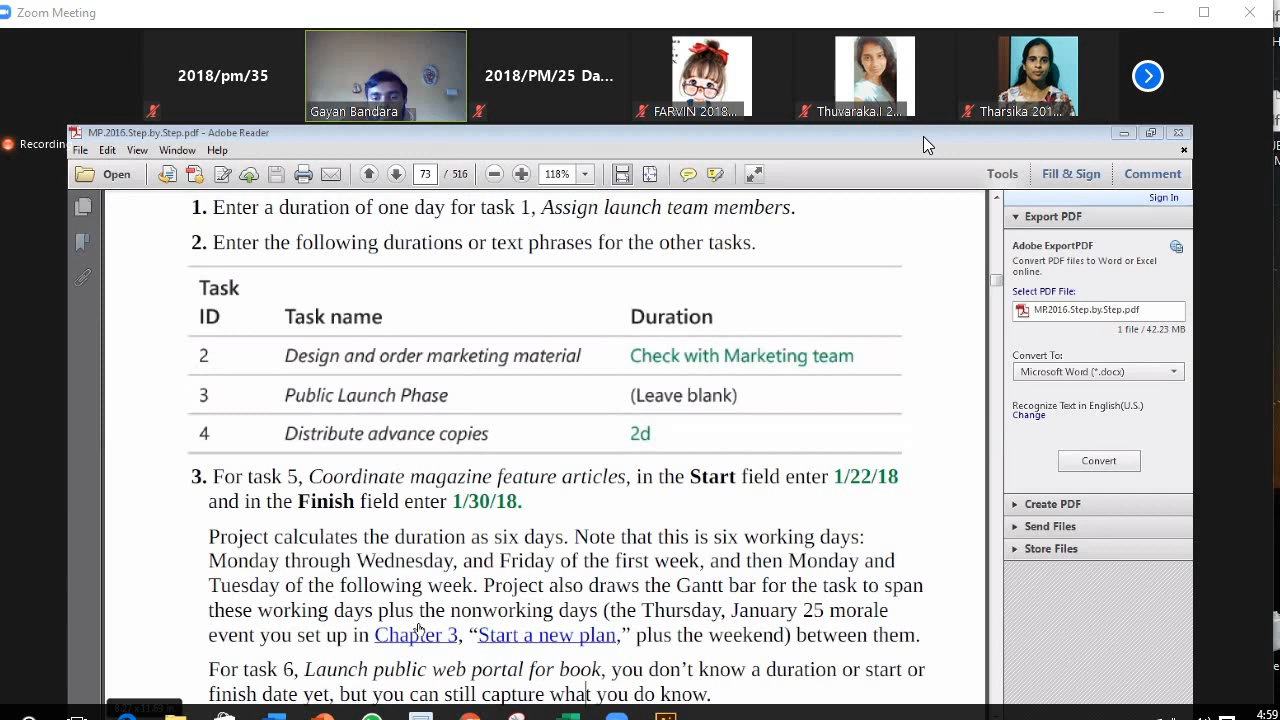 Zoom Meeting
2018/pm/35
Gayan Bandara
2018/PM/25 Da...
FARVIN 2018...
Thuvaraka.I 2...
Tharsika 201...
Recording
MP.2016.Step.by.Step.pdf - Adobe Reader
File Edit View Window Help
Open 73 / 516 118% Tools Fill & Sign Comment
Sign In
Export PDF
Adobe ExportPDF
Convert PDF files to Word or Excel
online.
Select PDF File:
MP.2016.Step.by.Step.pdf
1 file / 42.23 MB
Convert To:
Microsoft Word (*.docx)
Recognize Text in English(U.S.)
Change
Convert
Create PDF
Send Files
Store Files
1. Enter a duration of one day for task 1, Assign launch team members.
2. Enter the following durations or text phrases for the other tasks.
Task
ID Task name Duration
2 Design and order marketing material Check with Marketing team
3 Public Launch Phase (Leave blank)
4 Distribute advance copies 2d
3. For task 5, Coordinate magazine feature articles, in the Start field enter 1/22/18
and in the Finish field enter 1/30/18.
Project calculates the duration as six days. Note that this is six working days:
Monday through Wednesday, and Friday of the first week, and then Monday and
Tuesday of the following week. Project also draws the Gantt bar for the task to span
these working days plus the nonworking days (the Thursday, January 25 morale
event you set up in Chapter 3, “Start a new plan,” plus the weekend) between them.
For task 6, Launch public web portal for book, you don’t know a duration or start or
finish date yet, but you can still capture what you do know.
8.27 x 11.69 in
4:59